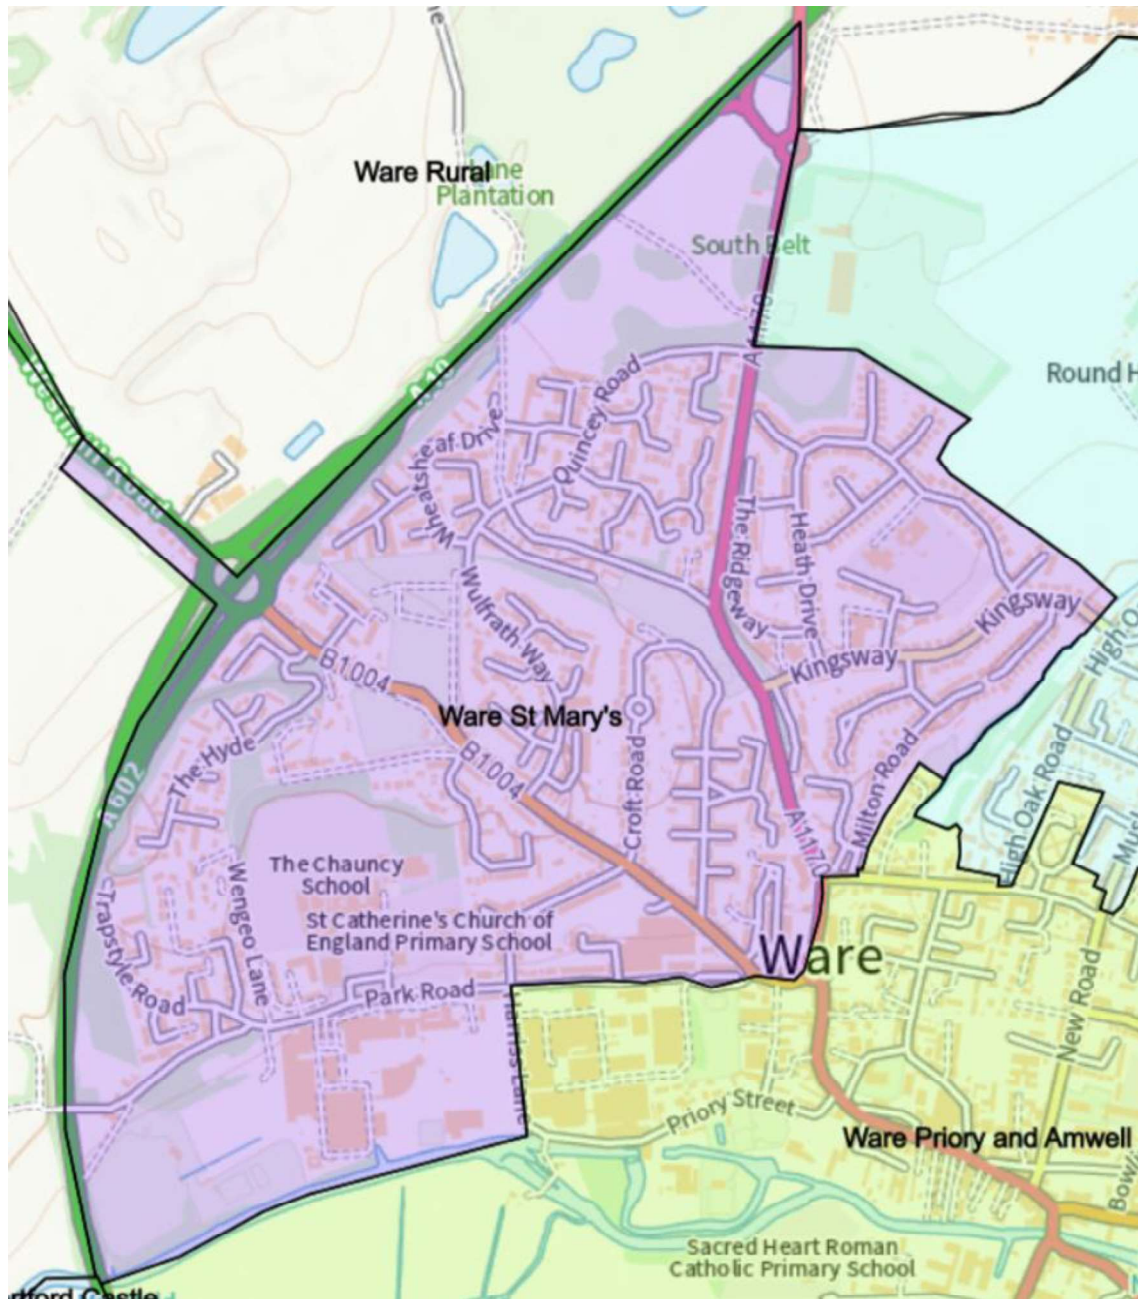 Ware Rural
Plantation
South Belt
Round H
A10
Westmill Road
Quincey Road
Wheatsheaf Drive
The Ridgeway
Heath Drive
Kingsway
Kingsway
Wulfrath Way
B1004
Ware St Mary's
B1004
The Hyde
A602
Croft Road
Milton Road
A1170
High Oak Road
The Chauncy
School
St Catherine's Church of
England Primary School
Wengeo Lane
Trapstyle Road
Park Road
Ware
New Road
Priory Street
Ware Priory and Amwell
Sacred Heart Roman
Catholic Primary School